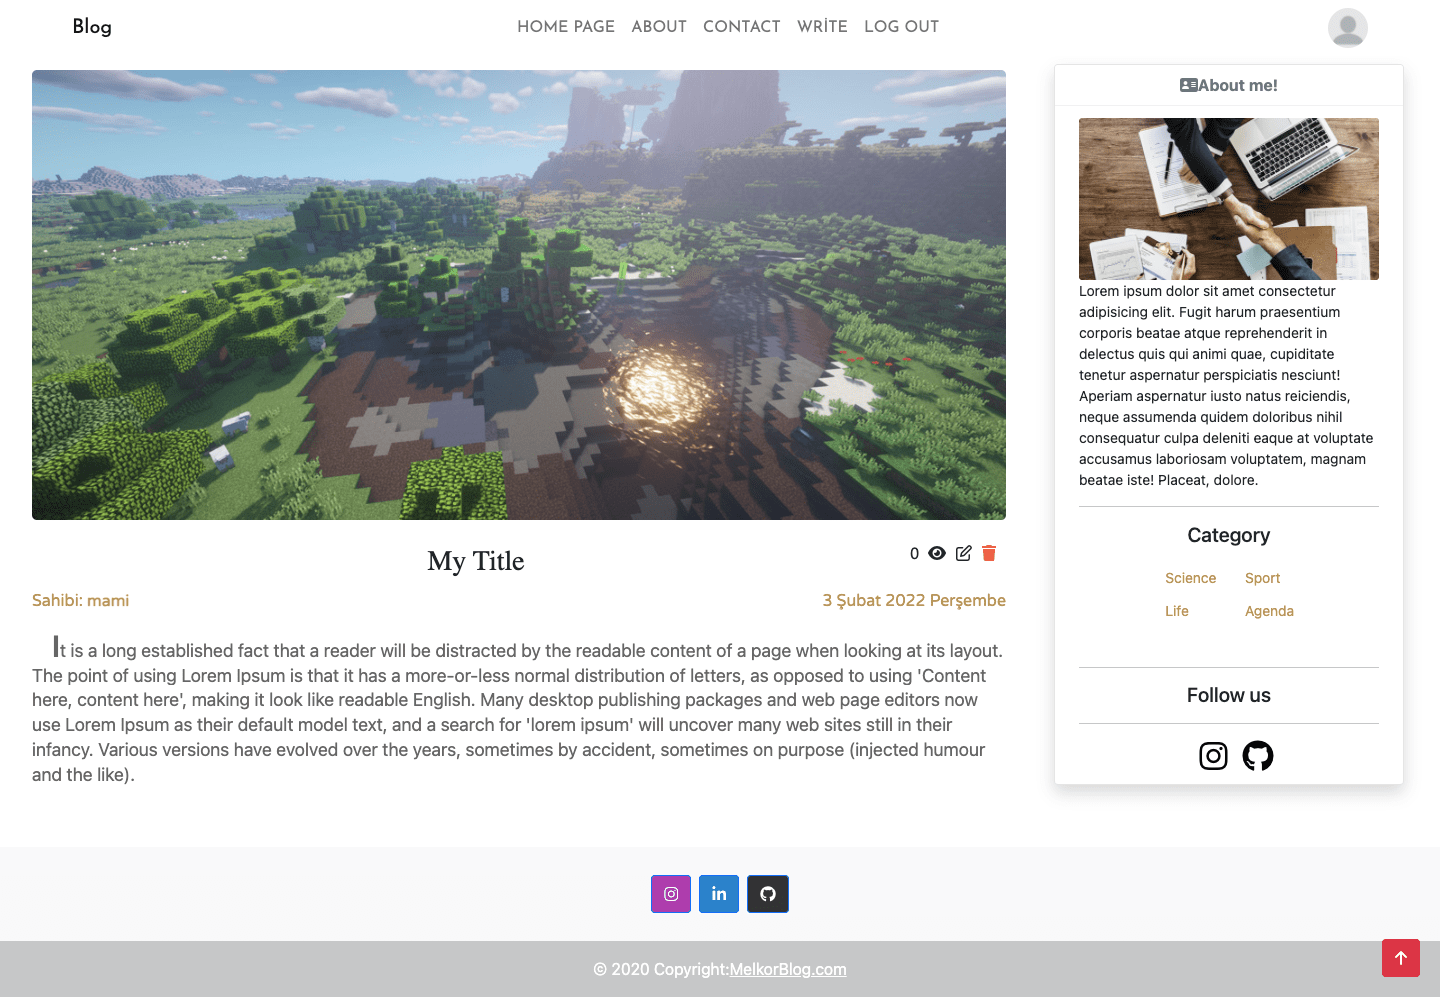 Blog
HOME PAGE ABOUT CONTACT WRİTE LOG OUT
My Title
0
Sahibi: mami
3 Şubat 2022 Perşembe
It is a long established fact that a reader will be distracted by the readable content of a page when looking at its layout.
The point of using Lorem Ipsum is that it has a more-or-less normal distribution of letters, as opposed to using 'Content
here, content here', making it look like readable English. Many desktop publishing packages and web page editors now
use Lorem Ipsum as their default model text, and a search for 'lorem ipsum' will uncover many web sites still in their
infancy. Various versions have evolved over the years, sometimes by accident, sometimes on purpose (injected humour
and the like).
About me!
Lorem ipsum dolor sit amet consectetur
adipisicing elit. Fugit harum praesentium
corporis beatae atque reprehenderit in
delectus quis qui animi quae, cupiditate
tenetur aspernatur perspiciatis nesciunt!
Aperiam aspernatur iusto natus reiciendis,
neque assumenda quidem doloribus nihil
consequatur culpa deleniti eaque at voluptate
accusamus laboriosam voluptatem, magnam
beatae iste! Placeat, dolore.
Category
Science Sport
Life Agenda
Follow us
© 2020 Copyright:MelkorBlog.com